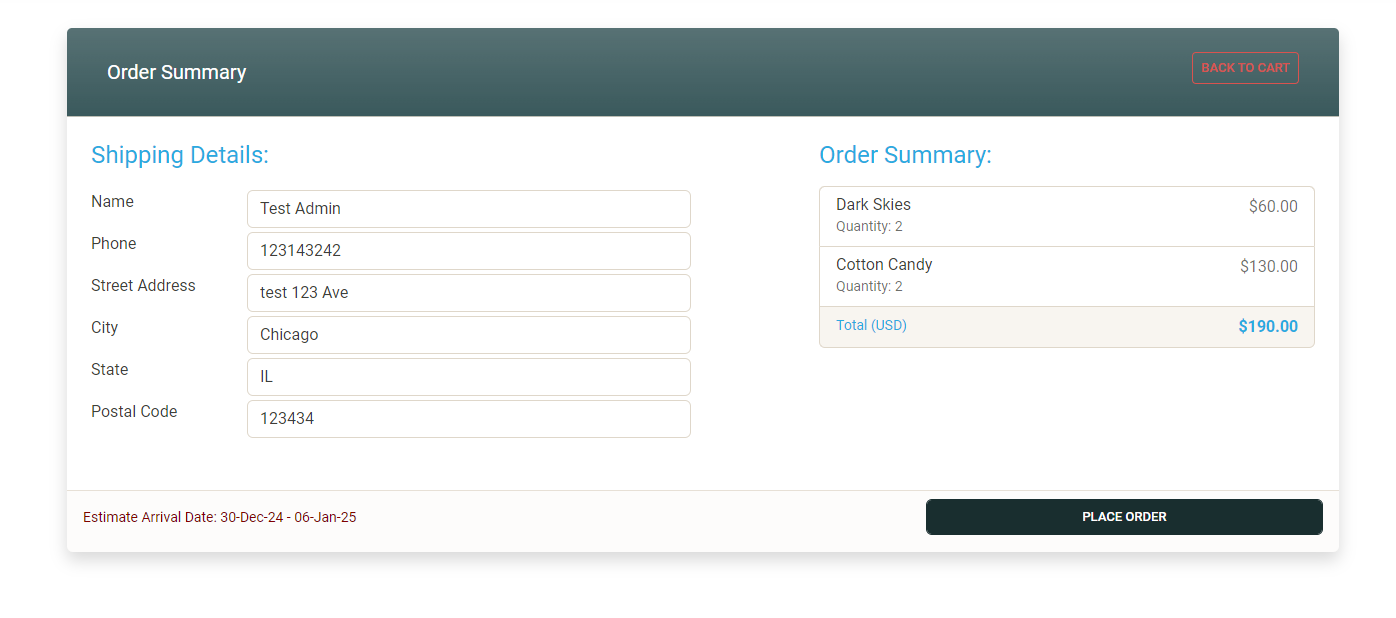 Order Summary
BACK TO CART
Shipping Details:
Name
Test Admin
Phone
123143242
Street Address
test 123 Ave
City
Chicago
State
IL
Postal Code
123434
Order Summary:
Dark Skies
$60.00
Quantity: 2
Cotton Candy
$130.00
Quantity: 2
Total (USD)
$190.00
Estimate Arrival Date: 30-Dec-24 - 06-Jan-25
PLACE ORDER